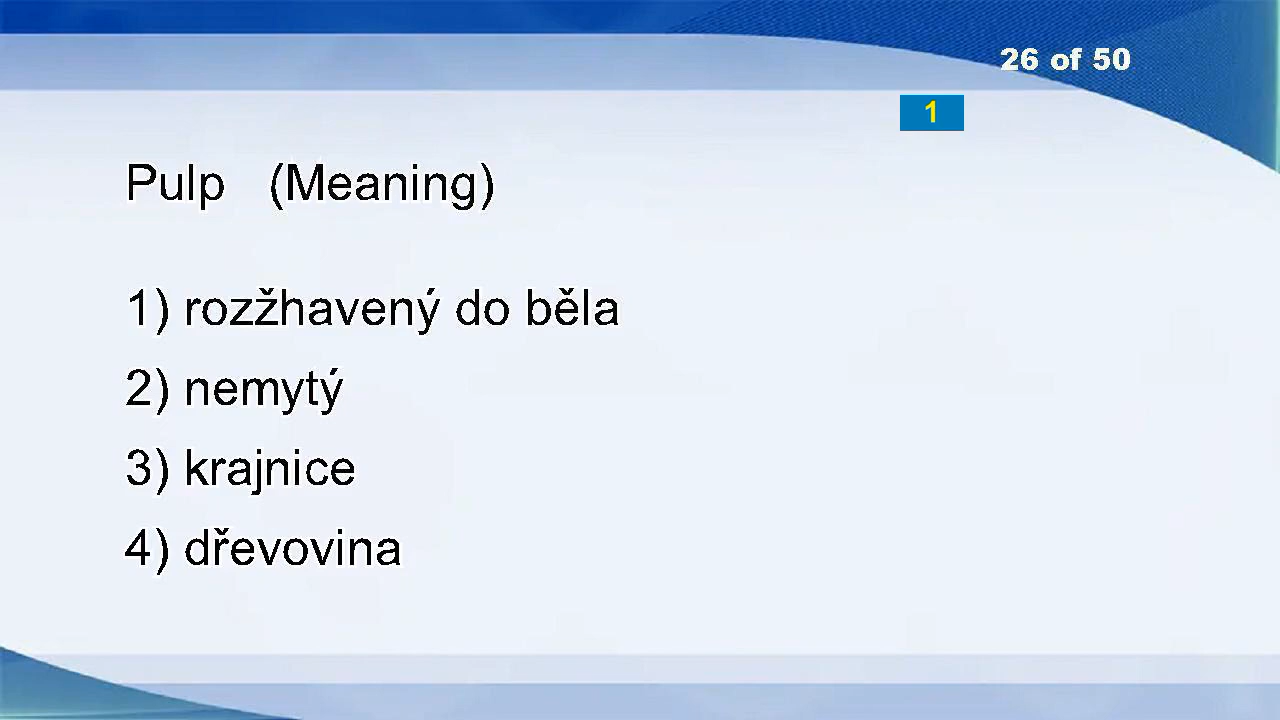 26 of 50
1
Pulp (Meaning)
1) rozžhavený do běla
2) nemytý
3) krajnice
4) dřevovina